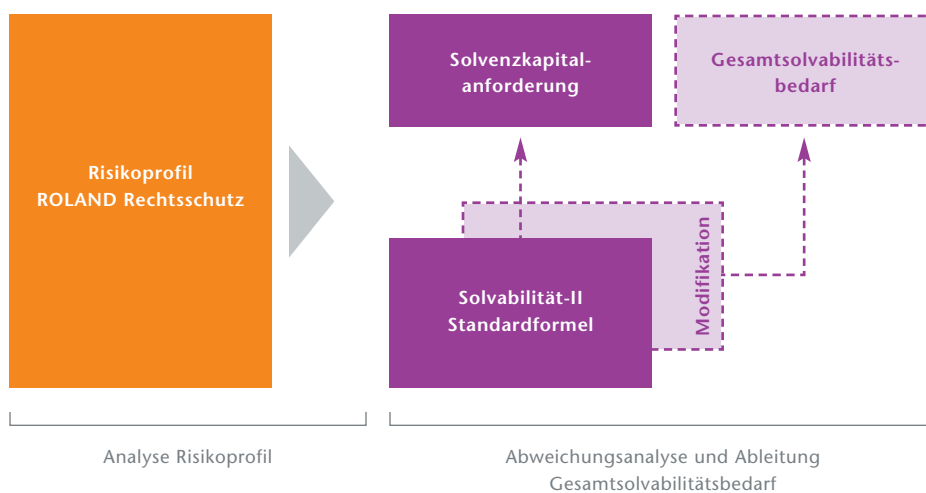 Risikoprofil
ROLAND Rechtsschutz
Solvenzkapital-
anforderung
Gesamtsolvabilitäts-
bedarf
Solvabilität-II
Standardformel
Modifikation
Analyse Risikoprofil
Abweichungsanalyse und Ableitung
Gesamtsolvabilitätsbedarf